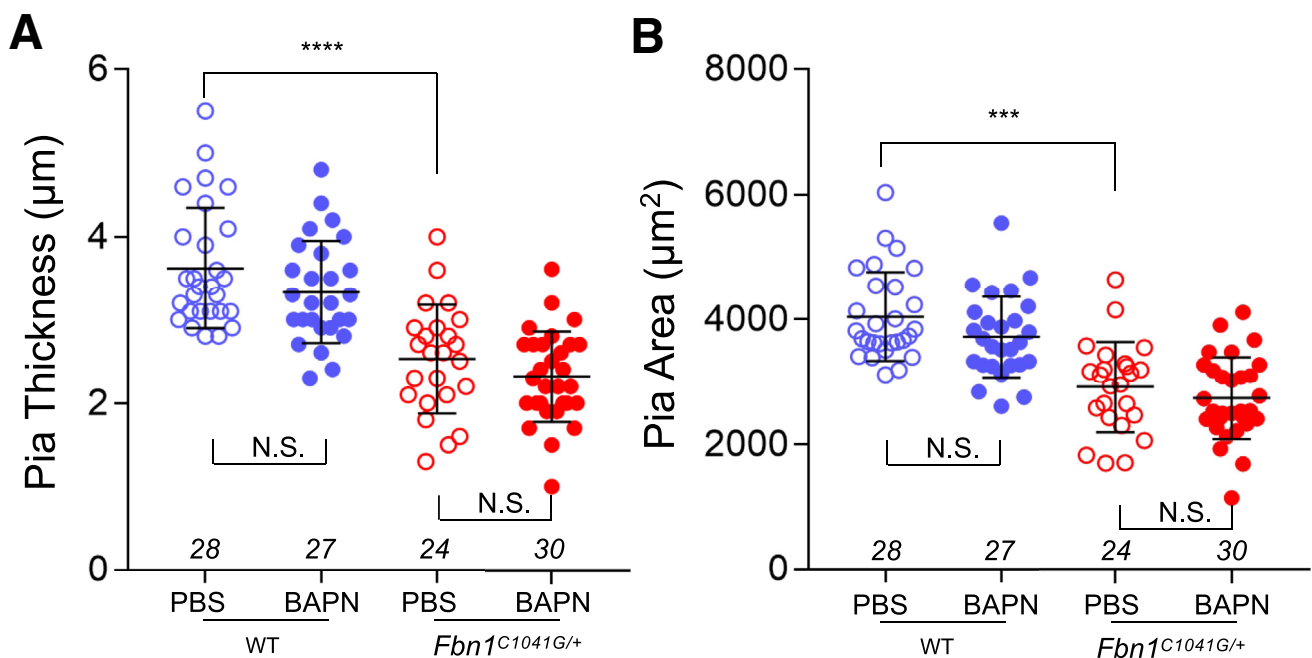 A
Pia Thickness (μm)
6
4
2
0
****
N.S.
N.S.
28 27 24 30
PBS BAPN PBS BAPN
WT Fbn1C1041G/+
B
Pia Area (μm2)
8000
6000
4000
2000
0
***
N.S.
N.S.
28 27 24 30
PBS BAPN PBS BAPN
WT Fbn1C1041G/+